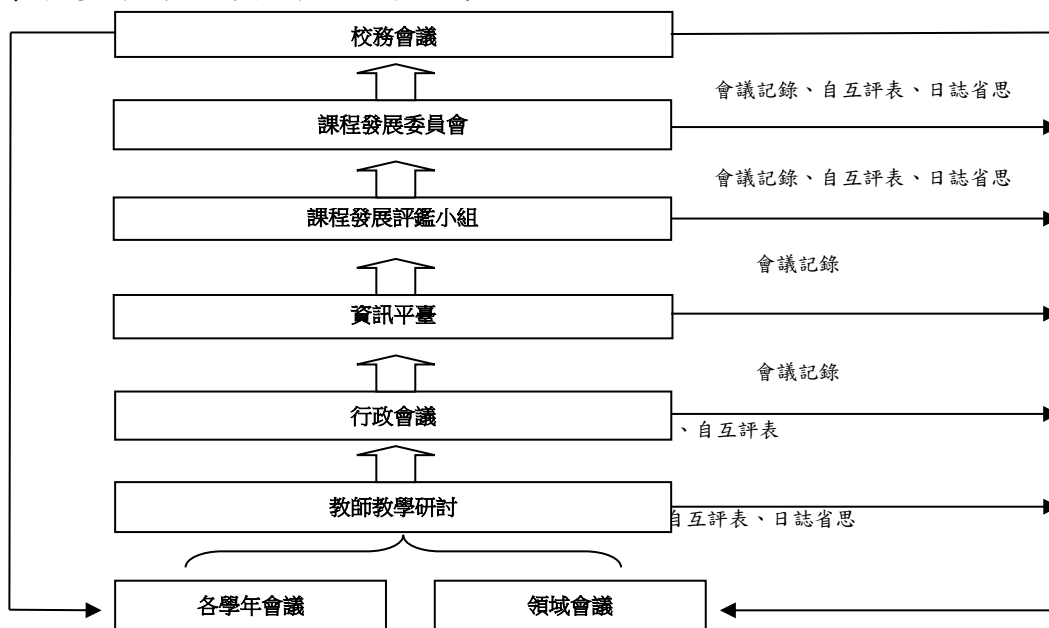 校務會議
會議記錄、自互評表、日誌省思
課程發展委員會
會議記錄、自互評表、日誌省思
課程發展評鑑小組
會議記錄
資訊平臺
會議記錄
行政會議
、自互評表
教師教學研討
自互評表、日誌省思
各學年會議
領域會議